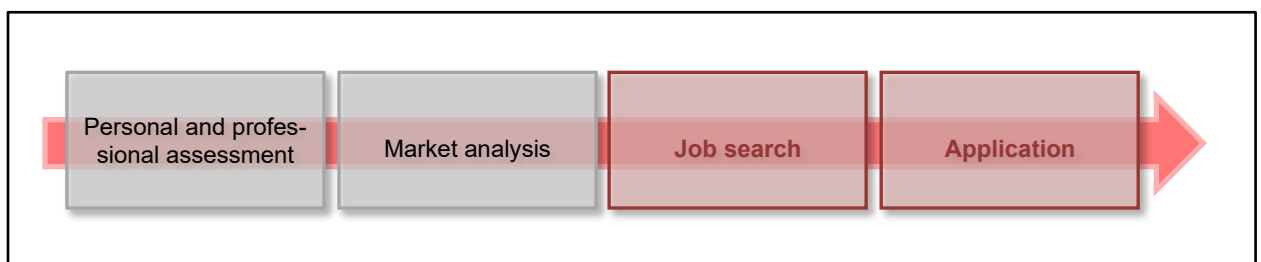 Personal and profes-
sional assessment
Market analysis
Job search
Application